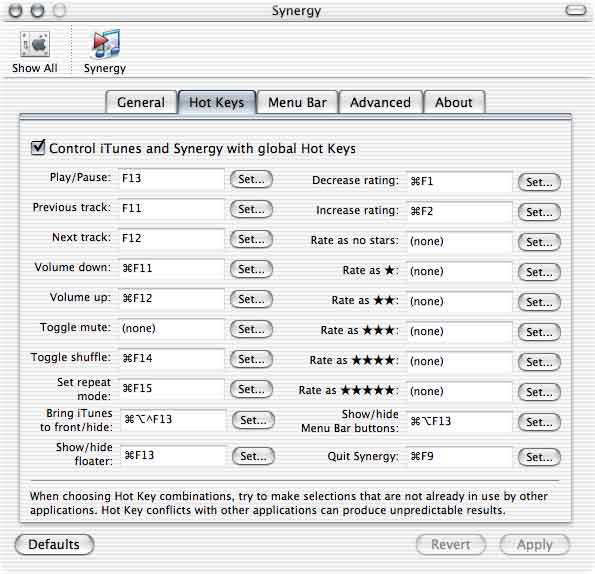 Synergy
Show All
Synergy
General
Hot Keys
Menu Bar
Advanced
About
Control iTunes and Synergy with global Hot Keys
Play/Pause: F13 Set...
Previous track: F11 Set...
Next track: F12 Set...
Volume down: ⌘F11 Set...
Volume up: ⌘F12 Set...
Toggle mute: (none) Set...
Toggle shuffle: ⌘F14 Set...
Set repeat
mode: ⌘F15 Set...
Bring iTunes
to front/hide: ⌘⌥^F13 Set...
Show/hide
floater: ⌘F13 Set...
Decrease rating: ⌘F1 Set...
Increase rating: ⌘F2 Set...
Rate as no stars: (none) Set...
Rate as ★: (none) Set...
Rate as ★★: (none) Set...
Rate as ★★★: (none) Set...
Rate as ★★★★: (none) Set...
Rate as ★★★★★: (none) Set...
Show/hide
Menu Bar buttons: ⌘⌥F13 Set...
Quit Synergy: ⌘F9 Set...
When choosing Hot Key combinations, try to make selections that are not already in use by other
applications. Hot Key conflicts with other applications can produce unpredictable results.
Defaults
Revert
Apply